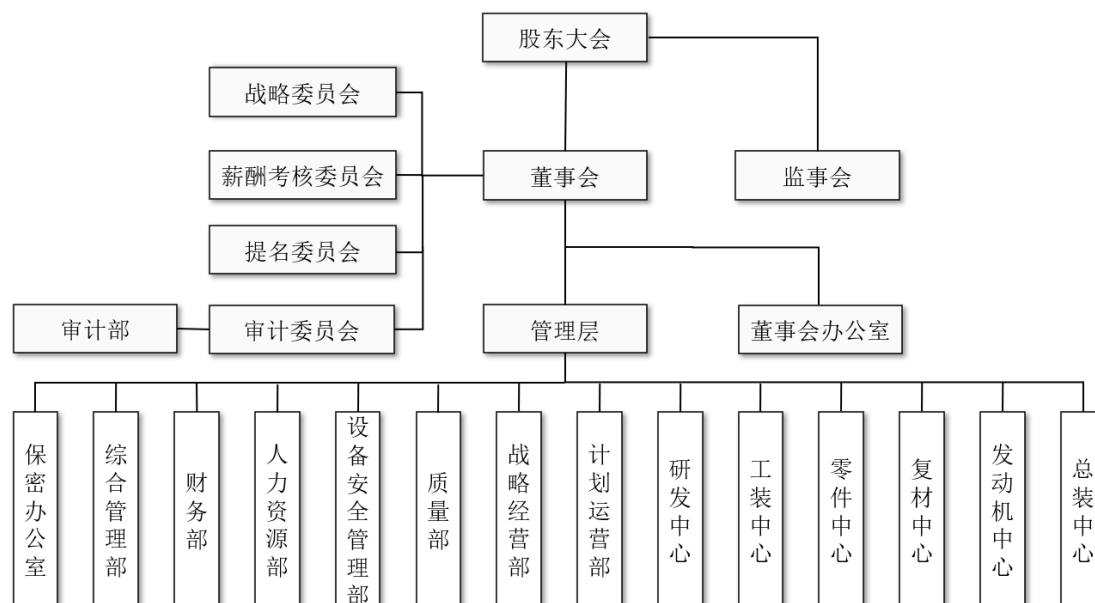 股东大会
战略委员会
薪酬考核委员会
董事会
监事会
提名委员会
审计部
审计委员会
管理层
董事会办公室
保密办公室
综合管理部
财务部
人力资源部
设备安全管理部
质量部
战略经营部
计划运营部
研发中心
工装中心
零件中心
复材中心
发动机中心
总装中心